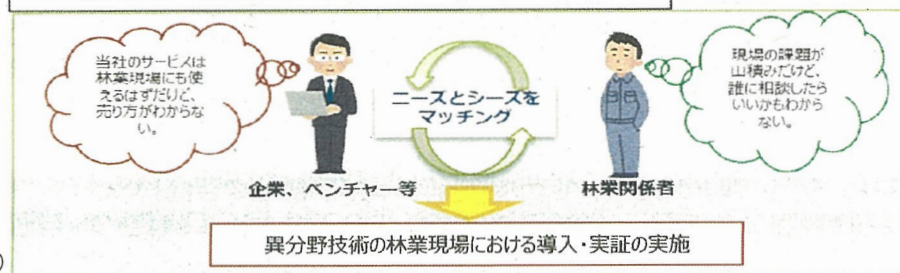 当社のサービスは
林業現場にも使
えるはずだけど、
売り方がわからな
い。
ニーズとシーズを
マッチング
現場の課題が
山積みだけど、
誰に相談したら
いいかもわから
ない。
企業、ベンチャー等
林業関係者
異分野技術の林業現場における導入・実証の実施
)